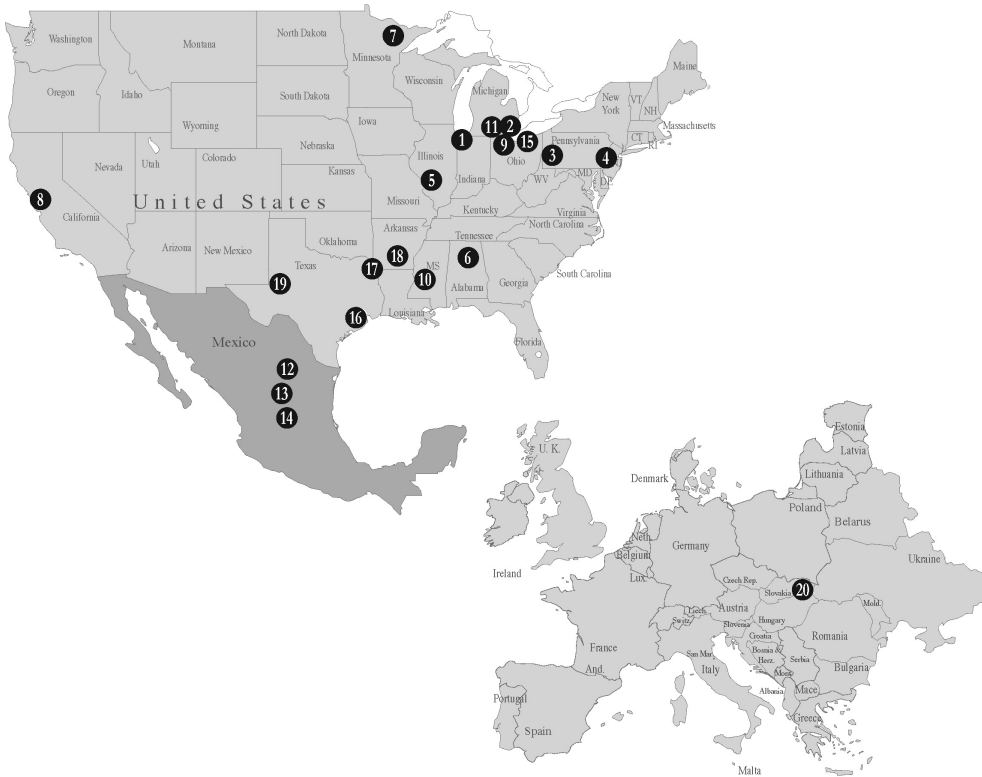 Washington
Montana
North Dakota
7
Minnesota
Maine
Oregon
Idaho
Wyoming
South Dakota
Wisconsin
Michigan
New York
VT
NH
Massachusetts
CT
RI
Iowa
Nebraska
Nevada
Utah
Colorado
Kansas
Illinois
Indiana
Ohio
Pennsylvania
1
11
2
9
15
3
4
5
WV
MD
DE
8
California
United States
Missouri
Kentucky
Virginia
North Carolina
Tennessee
Arizona
New Mexico
Oklahoma
Arkansas
Texas
19
17
18
10
MS
6
Alabama
Georgia
South Carolina
16
Louisiana
Florida
Mexico
12
13
14
Estonia
Latvia
Lithuania
U. K.
Denmark
Poland
Belarus
Neth.
Belgium
Lux.
Germany
Ukraine
Ireland
Czech Rep.
Slovakia
20
Austria
Liech.
Switz.
Slovenia
Hungary
Mold.
Croatia
Romania
France
And.
San Mar.
Italy
Bosnia &
Herz.
Serbia
Mont.
Bulgaria
Albania
Mace.
Portugal
Spain
Greece
Malta